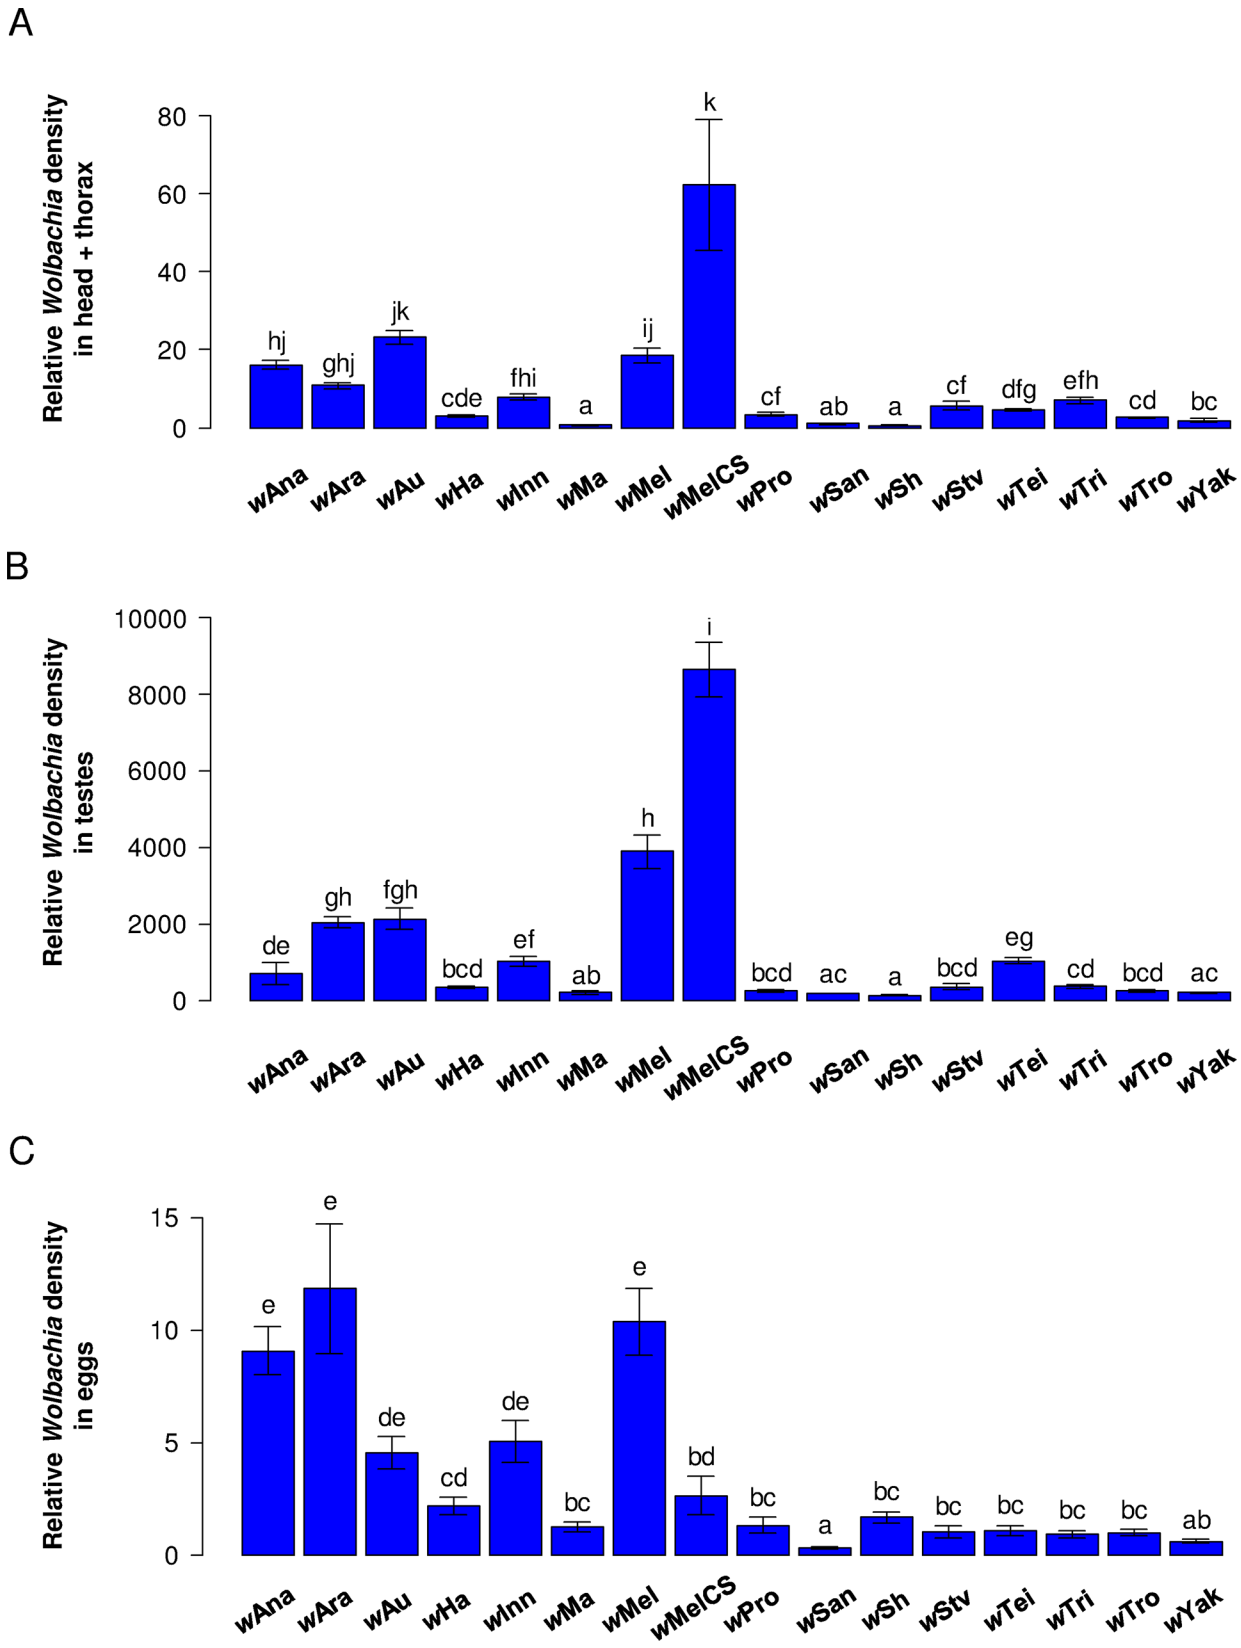 A
Relative Wolbachia density
in head + thorax
80
60
40
20
0
hj
ghj
jk
cde
fhi
a
ij
k
cf
ab
a
cf
dfg
efh
cd
bc
wAna
wAra
wAu
wHa
wInn
wMa
wMel
wMelCS
wPro
wSan
wSh
wStv
wTei
wTri
wTro
wYak
B
Relative Wolbachia density
in testes
10000
8000
6000
4000
2000
0
de
gh
fgh
bcd
ef
ab
h
i
bcd
ac
a
bcd
eg
cd
bcd
ac
wAna
wAra
wAu
wHa
wInn
wMa
wMel
wMelCS
wPro
wSan
wSh
wStv
wTei
wTri
wTro
wYak
C
Relative Wolbachia density
in eggs
15
10
5
0
e
e
de
cd
de
bc
e
bd
bc
a
bc
bc
bc
bc
bc
ab
wAna
wAra
wAu
wHa
wInn
wMa
wMel
wMelCS
wPro
wSan
wSh
wStv
wTei
wTri
wTro
wYak